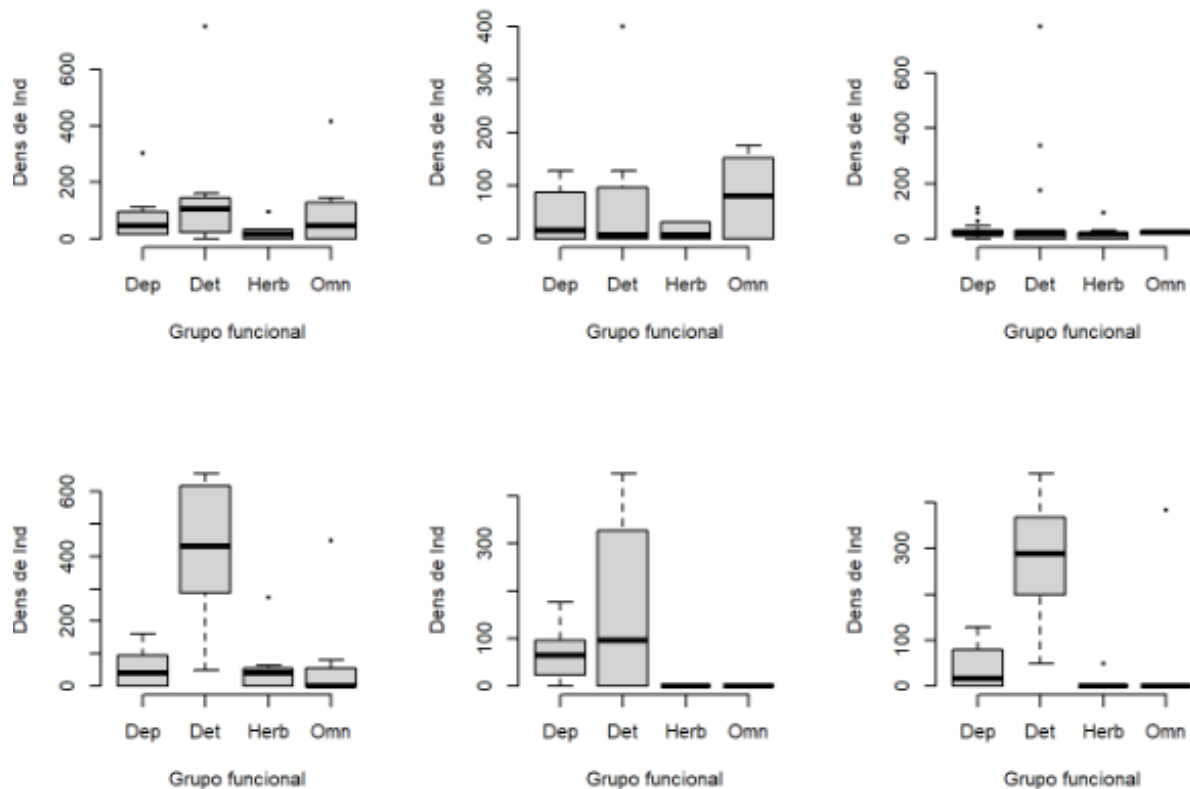 Dens de Ind
600
400
200
0
Dep Det Herb Omn
Grupo funcional
Dens de Ind
400
300
200
100
0
Dep Det Herb Omn
Grupo funcional
Dens de Ind
600
400
200
0
Dep Det Herb Omn
Grupo funcional
Dens de Ind
600
400
200
0
Dep Det Herb Omn
Grupo funcional
Dens de Ind
300
100
0
Dep Det Herb Omn
Grupo funcional
Dens de Ind
300
100
0
Dep Det Herb Omn
Grupo funcional